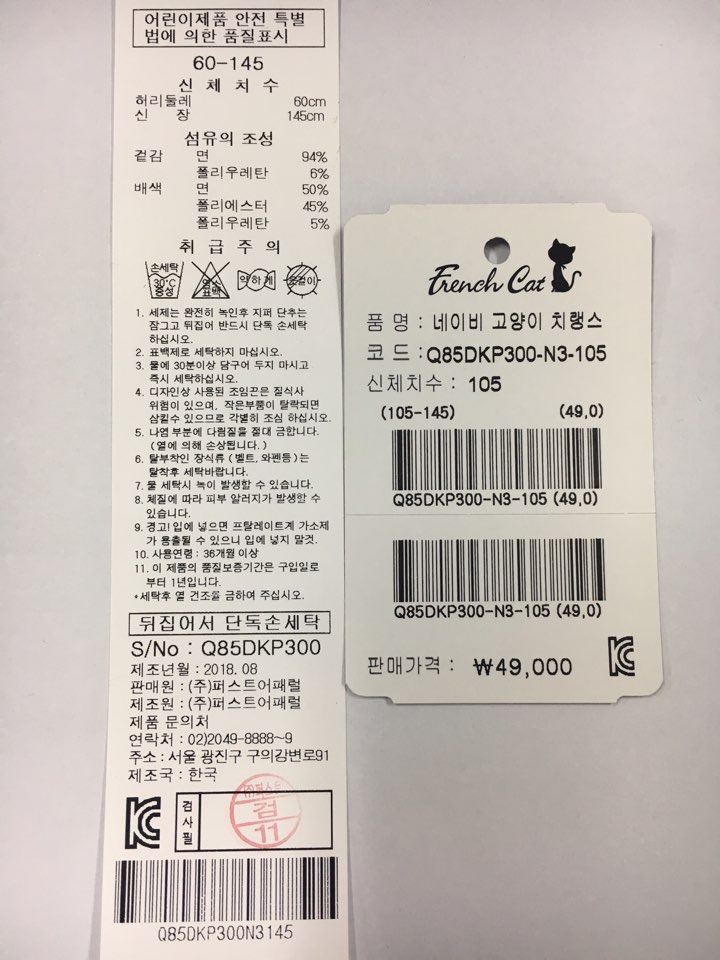 어린이제품 안전 특별
법에 의한 품질표시
60-145
신 체 치 수
허리둘레 60cm
신 장 145cm
섬유의 조성
겉감 면 94%
폴리우레탄 6%
배색 면 50%
폴리에스터 45%
폴리우레탄 5%
취 급 주 의
손세탁 30℃ 중성 염소 표백 약하게 옷걸이
1. 세제는 완전히 녹인후 지퍼 단추는
잠그고 뒤집어 반드시 단독 손세탁
하십시오.
2. 표백제로 세탁하지 마십시오.
3. 물에 30분이상 담구어 두지 마시고
즉시 세탁하십시오.
4. 디자인상 사용된 조임끈은 질식사
위험이 있으며, 작은부품이 탈락되면
삼킬수 있으므로 각별히 조심 하십시오.
5. 나염 부분에 다림질을 절대 금합니다.
(열에 의해 손상됩니다.)
6. 탈부착인 장식류 (벨트, 와펜등)는
탈착후 세탁바랍니다.
7. 물 세탁시 녹이 발생할 수 있습니다.
8. 체질에 따라 피부 알러지가 발생할 수
있습니다.
9. 경고! 입에 넣으면 프탈레이트계 가소제
가 용출될 수 있으니 입에 넣지 말것.
10. 사용연령 : 36개월 이상
11. 이 제품의 품질보증기간은 구입일로
부터 1년입니다.
*세탁후 열 건조를 금하여 주십시오.
뒤집어서 단독손세탁
S/No : Q85DKP300
제조년월 : 2018. 08
판매원 : (주)퍼스트어패럴
제조원 : (주)퍼스트어패럴
제품 문의처
연락처 : 02)2049-8888~9
주소 : 서울 광진구 구의강변로91
제조국 : 한국
검사필
(주)퍼스트
검
11
Q85DKP300N3145
French Cat
품 명 : 네이비 고양이 치랭스
코 드 : Q85DKP300-N3-105
신체치수 : 105
(105-145) (49,0)
Q85DKP300-N3-105 (49,0)
Q85DKP300-N3-105 (49,0)
판매가격 : ₩49,000